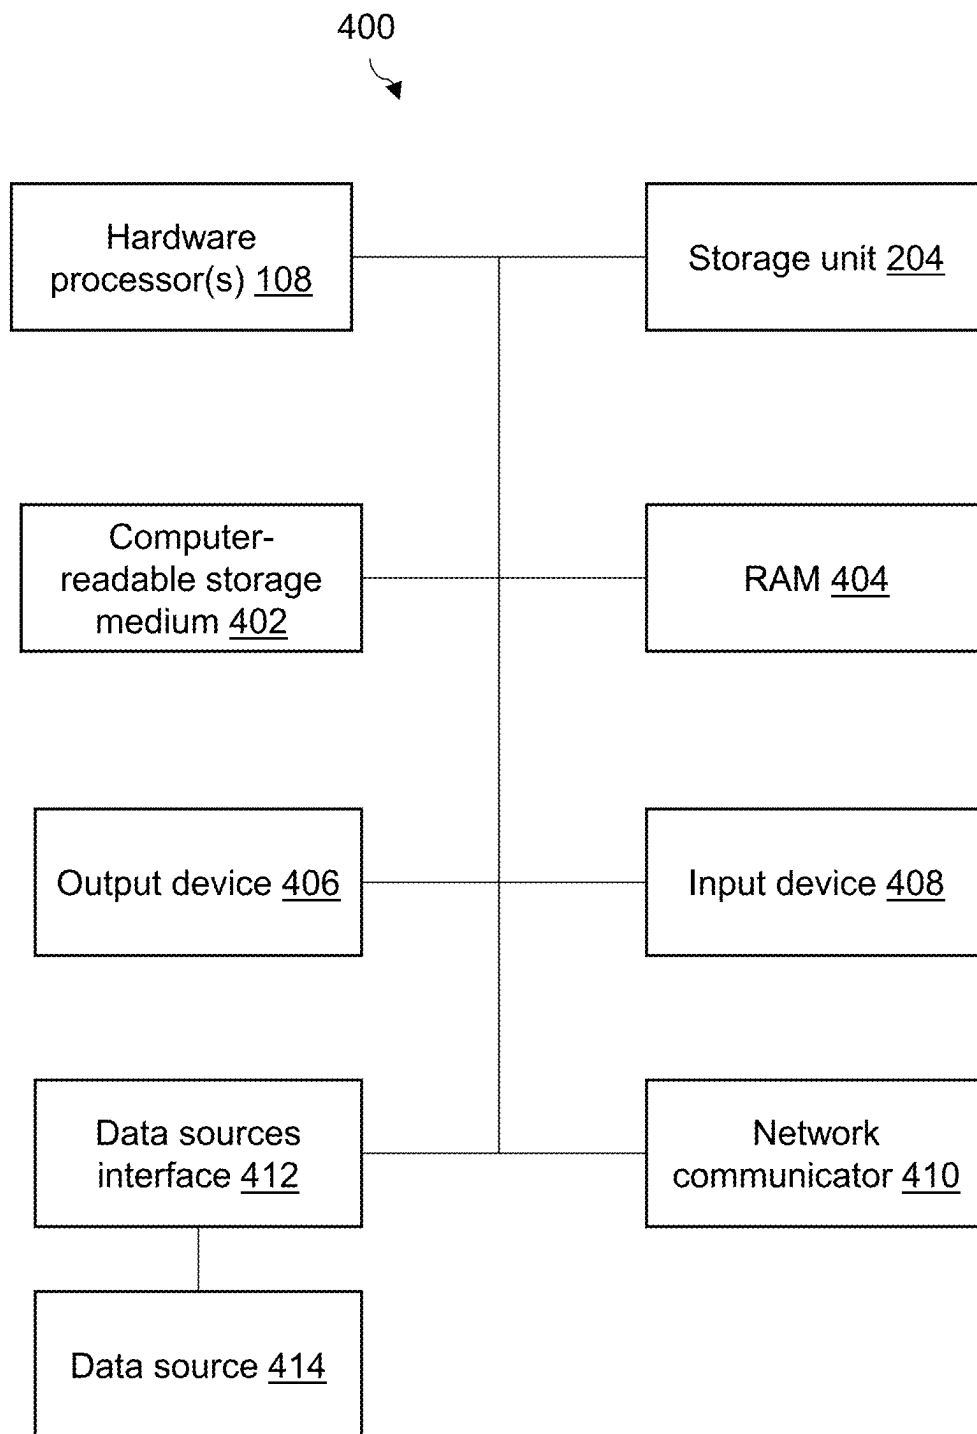 400
Hardware
processor(s) 108
Storage unit 204
Computer-
readable storage
medium 402
RAM 404
Output device 406
Input device 408
Data sources
interface 412
Network
communicator 410
Data source 414